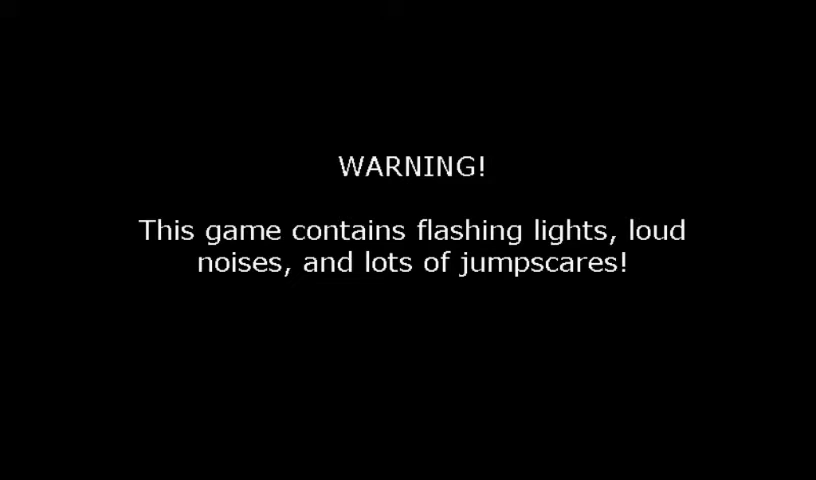 WARNING!
This game contains flashing lights, loud
noises, and lots of jumpscares!